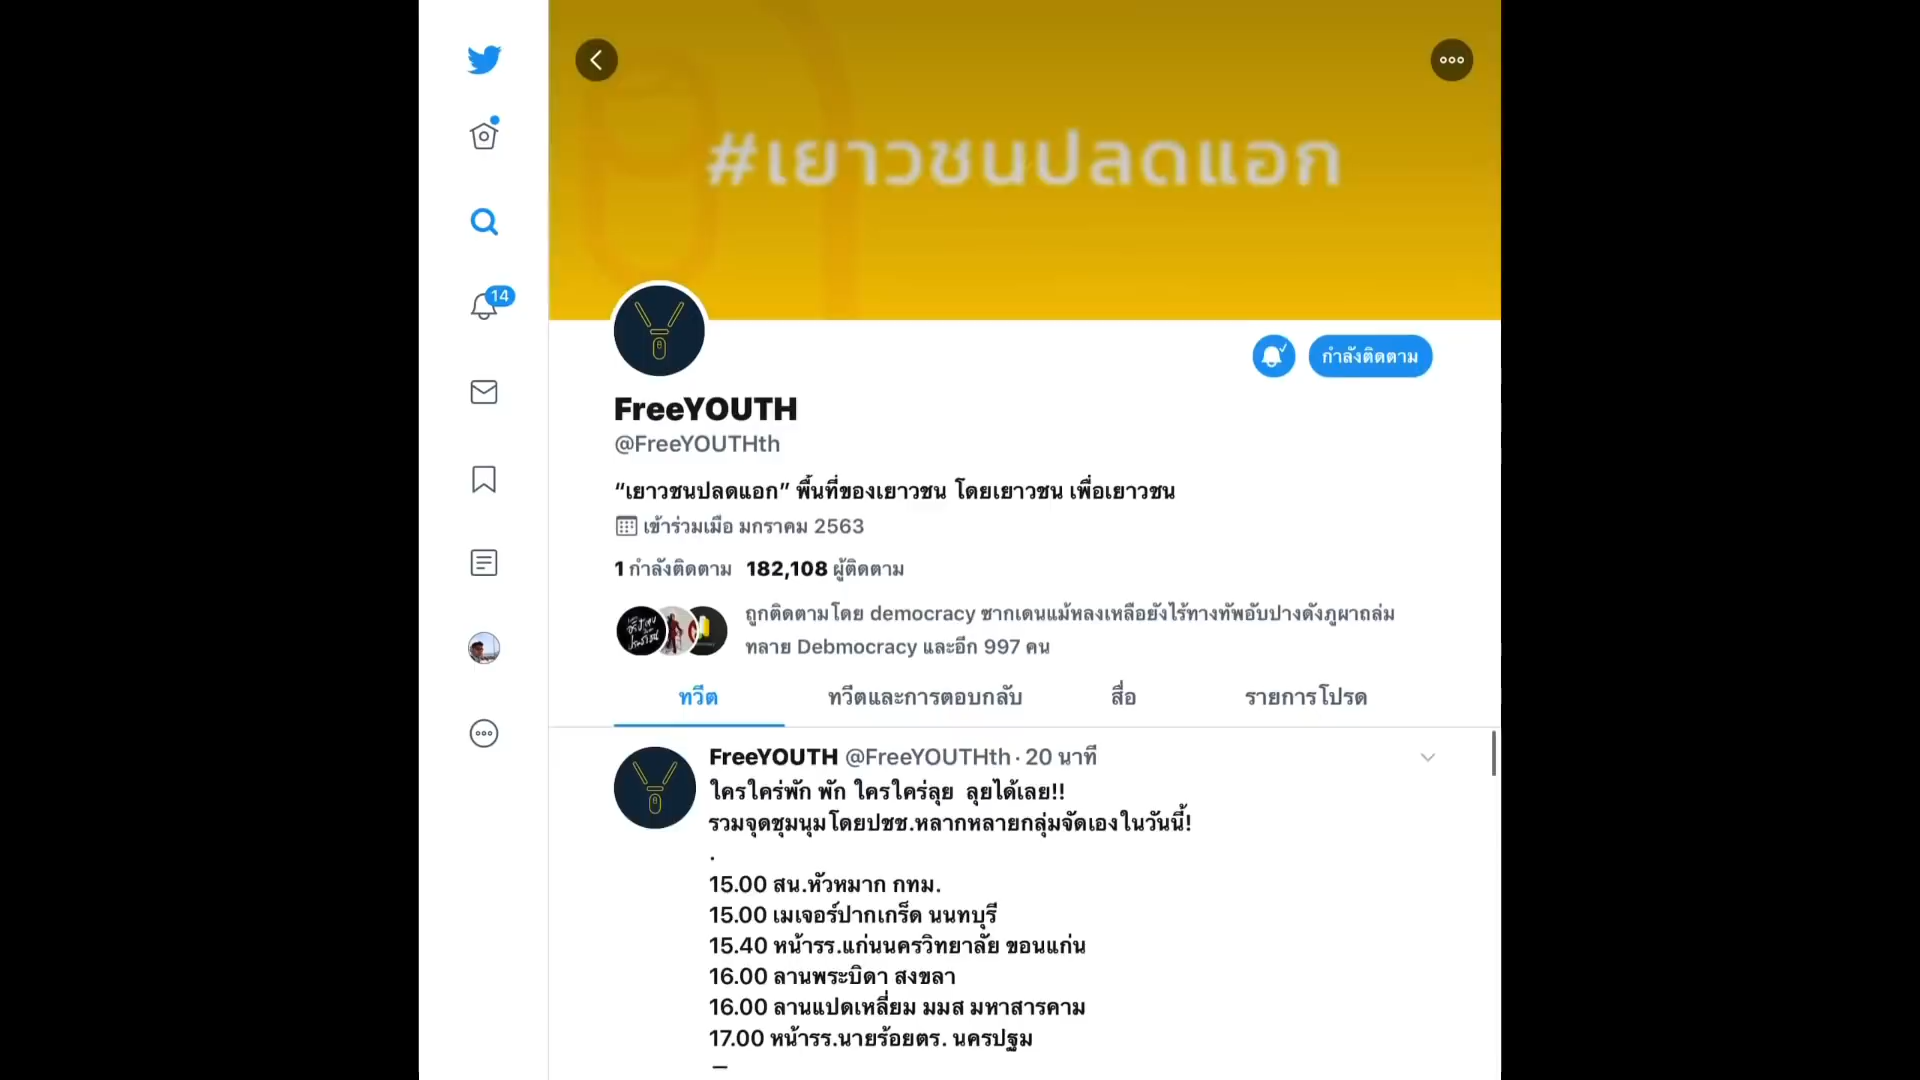 #เยาวชนปลดแอก
14
กำลังติดตาม
FreeYOUTH
@FreeYOUTHth
“เยาวชนปลดแอก” พื้นที่ของเยาวชน โดยเยาวชน เพื่อเยาวชน
เข้าร่วมเมื่อ มกราคม 2563
1 กำลังติดตาม 182,108 ผู้ติดตาม
ถูกติดตามโดย democracy ซากเดนแม้หลงเหลือยังไร้ทางทัพอับปางดังภูผาถล่ม
ทลาย Debmocracy และอีก 997 คน
ทวีต ทวีตและการตอบกลับ สื่อ รายการโปรด
FreeYOUTH @FreeYOUTHth · 20 นาที
ใครใคร่พัก พัก ใครใคร่ลุย ลุยได้เลย!!
รวมจุดชุมนุมโดยปชช.หลากหลายกลุ่มจัดเองในวันนี้!
.
15.00 สน.หัวหมาก กทม.
15.00 เมเจอร์ปากเกร็ด นนทบุรี
15.40 หน้ารร.แก่นนครวิทยาลัย ขอนแก่น
16.00 ลานพระบิดา สงขลา
16.00 ลานแปดเหลี่ยม มมส มหาสารคาม
17.00 หน้ารร.นายร้อยตร. นครปฐม